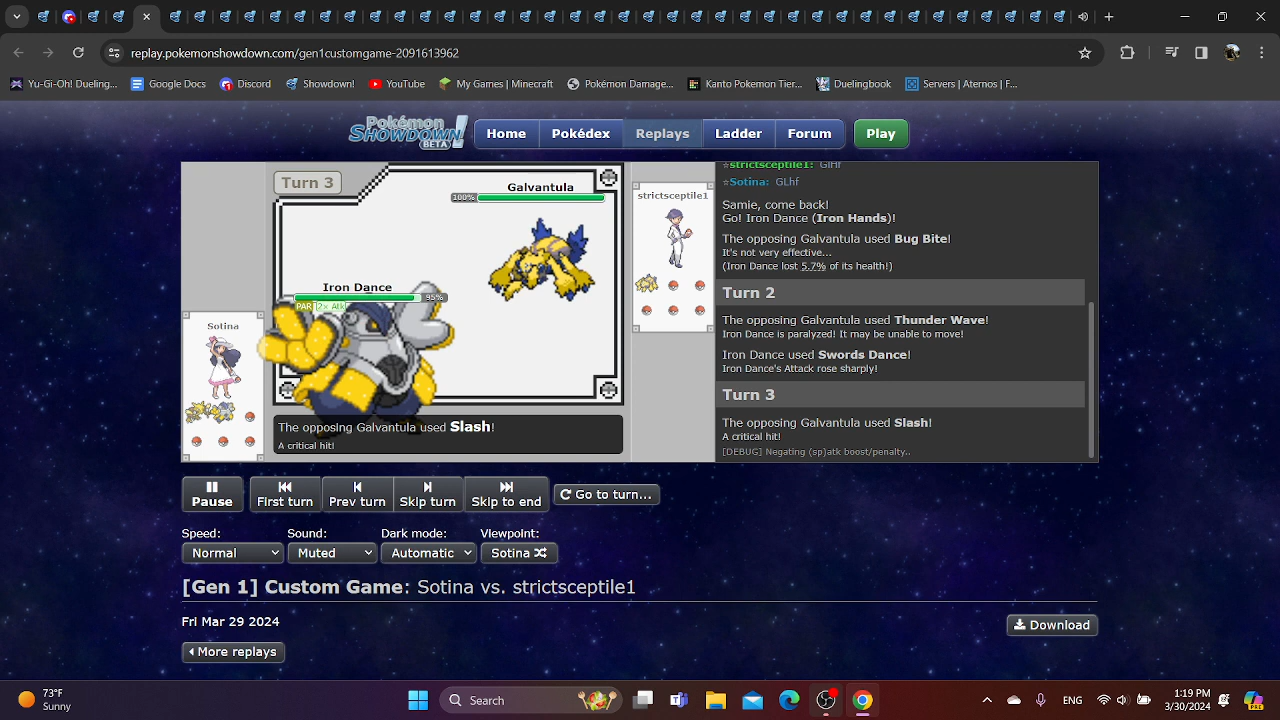 replay.pokemonshowdown.com/gen1customgame-2091613962
Yu-Gi-Oh! Dueling...
Google Docs
Discord
Showdown!
YouTube
My Games | Minecraft
Pokémon Damage...
Kanto Pokemon Tier...
Duelingbook
Servers | Aternos | F...
Pokémon
SHOWDOWN!
BETA
Home
Pokédex
Replays
Ladder
Forum
Play
Turn 3
Galvantula
100%
Iron Dance
95%
PAR 2x Atk
Sotina
strictsceptile1
The opposing Galvantula used Slash!
A critical hit!
☆strictsceptile1: GlHf
☆Sotina: GLhf
Samie, come back!
Go! Iron Dance (Iron Hands)!
The opposing Galvantula used Bug Bite!
It's not very effective...
(Iron Dance lost 5.7% of its health!)
Turn 2
The opposing Galvantula used Thunder Wave!
Iron Dance is paralyzed! It may be unable to move!
Iron Dance used Swords Dance!
Iron Dance's Attack rose sharply!
Turn 3
The opposing Galvantula used Slash!
A critical hit!
[DEBUG] Negating (sp)atk boost/penalty..
Pause
First turn
Prev turn
Skip turn
Skip to end
Go to turn...
Speed:
Normal
Sound:
Muted
Dark mode:
Automatic
Viewpoint:
Sotina
[Gen 1] Custom Game: Sotina vs. strictsceptile1
Fri Mar 29 2024
Download
More replays
73°F
Sunny
Search
ENG
1:19 PM
3/30/2024
PRE